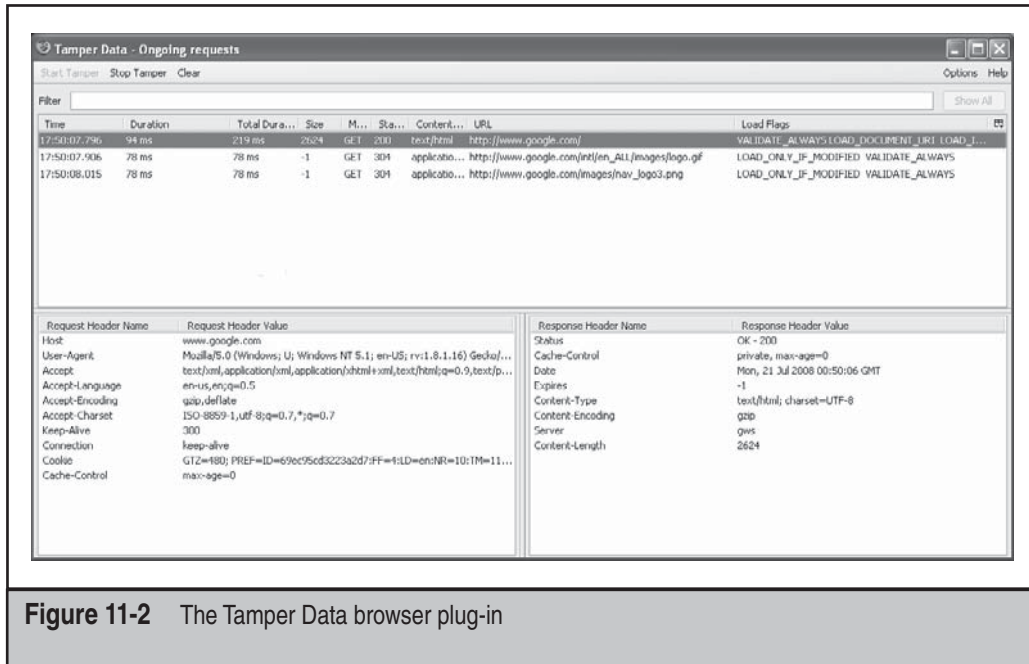 Tamper Data - Ongoing requests
Start Tamper Stop Tamper Clear Options Help
Filter Show All
Time Duration Total Dura... Size M... Sta... Content... URL Load Flags
17:50:07.796 94 ms 219 ms 2624 GET 200 text/html http://www.google.com/ VALIDATE_ALWAYS LOAD_DOCUMENT_URI LOAD_I...
17:50:07.906 78 ms 78 ms -1 GET 304 applicatio... http://www.google.com/intl/en_ALL/images/logo.gif LOAD_ONLY_IF_MODIFIED VALIDATE_ALWAYS
17:50:08.015 78 ms 78 ms -1 GET 304 applicatio... http://www.google.com/images/nav_logo3.png LOAD_ONLY_IF_MODIFIED VALIDATE_ALWAYS
Request Header Name Request Header Value
Host www.google.com
User-Agent Mozilla/5.0 (Windows; U; Windows NT 5.1; en-US; rv:1.8.1.16) Gecko/...
Accept text/xml,application/xml,application/xhtml+xml,text/html;q=0.9,text/p...
Accept-Language en-us,en;q=0.5
Accept-Encoding gzip,deflate
Accept-Charset ISO-8859-1,utf-8;q=0.7,*;q=0.7
Keep-Alive 300
Connection keep-alive
Cookie GTZ=480; PREF=ID=69ec95cd3223a2d7:FF=4:LD=en:NR=10:TM=11...
Cache-Control max-age=0
Response Header Name Response Header Value
Status OK - 200
Cache-Control private, max-age=0
Date Mon, 21 Jul 2008 00:50:06 GMT
Expires -1
Content-Type text/html; charset=UTF-8
Content-Encoding gzip
Server gws
Content-Length 2624
Figure 11-2 The Tamper Data browser plug-in